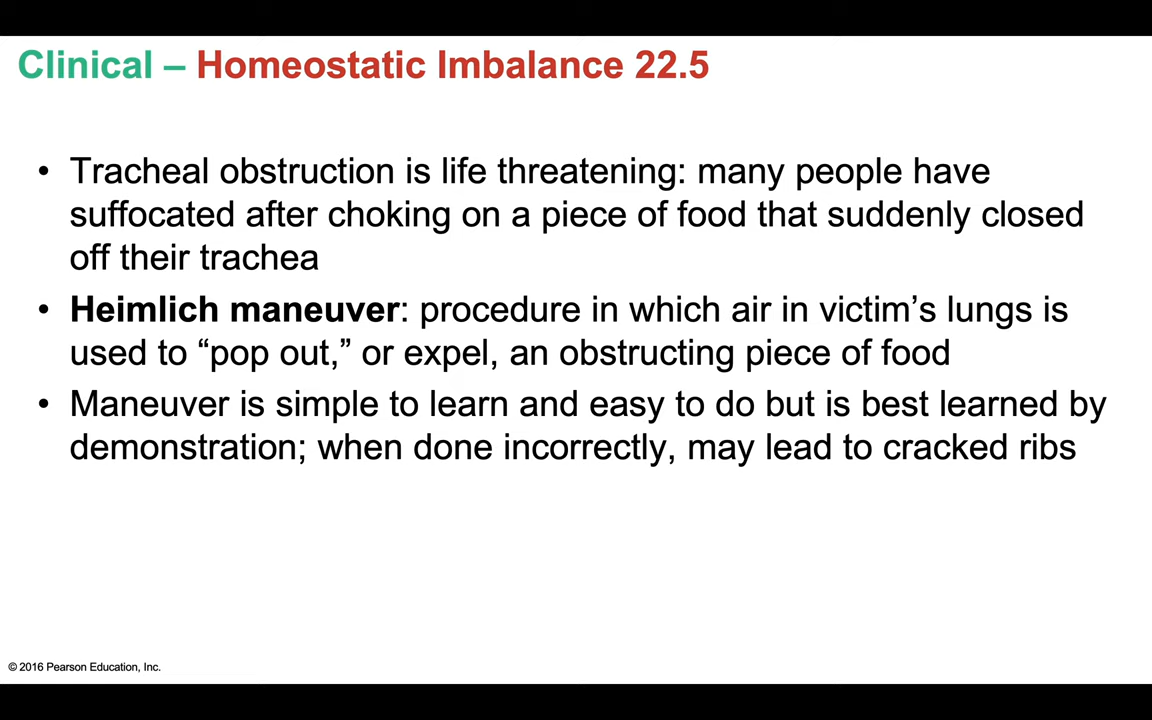 Clinical – Homeostatic Imbalance 22.5
• Tracheal obstruction is life threatening: many people have
suffocated after choking on a piece of food that suddenly closed
off their trachea
• Heimlich maneuver: procedure in which air in victim’s lungs is
used to “pop out,” or expel, an obstructing piece of food
• Maneuver is simple to learn and easy to do but is best learned by
demonstration; when done incorrectly, may lead to cracked ribs
© 2016 Pearson Education, Inc.